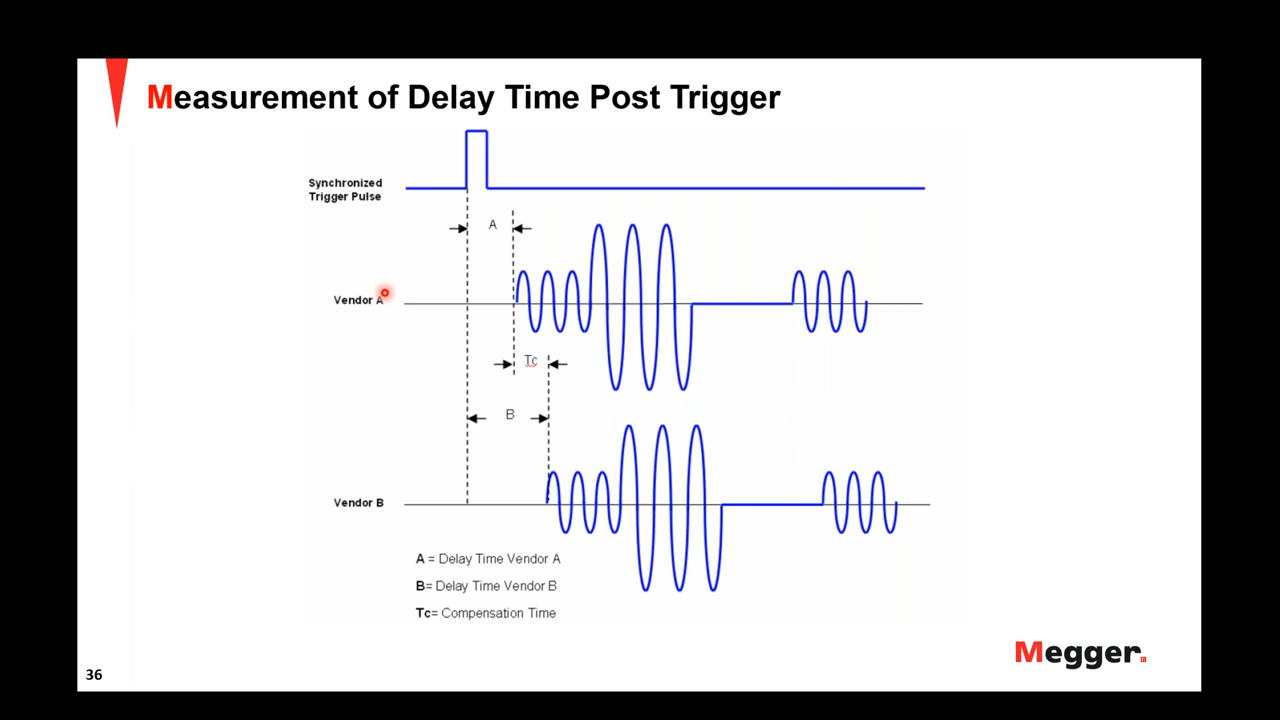 Measurement of Delay Time Post Trigger
Synchronized
Trigger Pulse
A
Vendor A
Tc
B
Vendor B
A = Delay Time Vendor A
B= Delay Time Vendor B
Tc= Compensation Time
Megger.
36